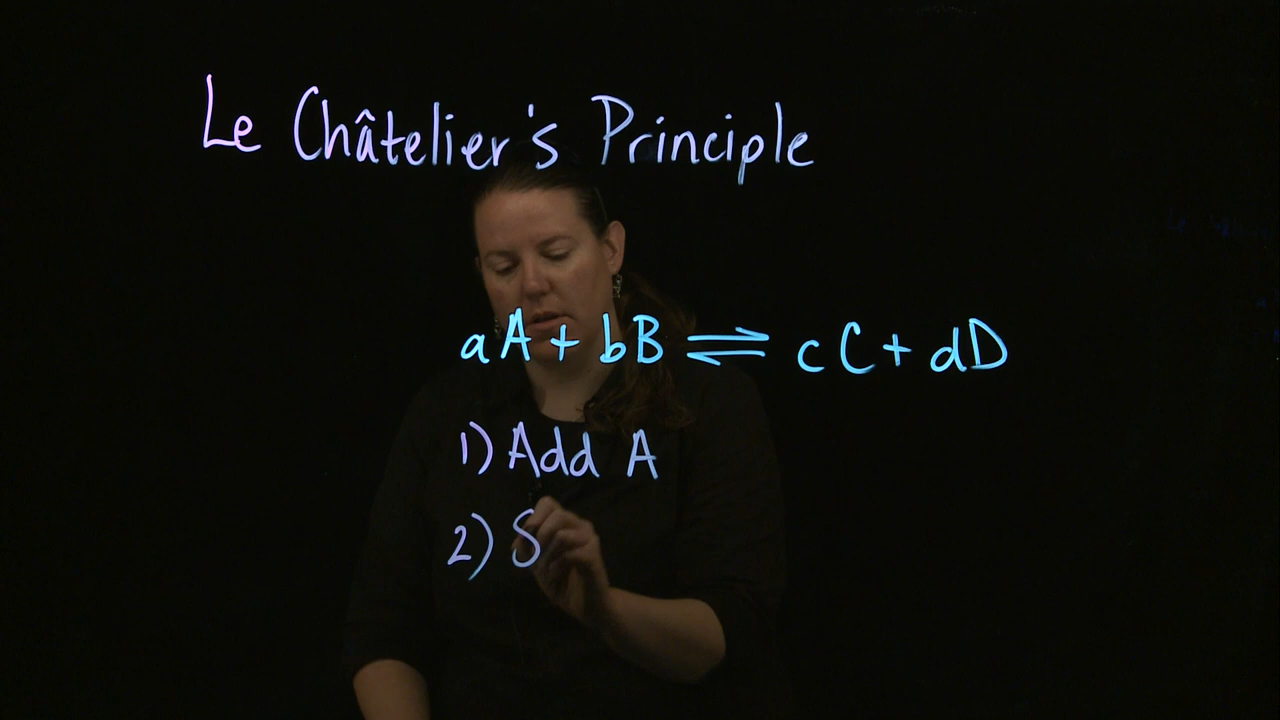 Le Châtelier's Principle
aA + bB ⇌ cC + dD
1) Add A
2) S